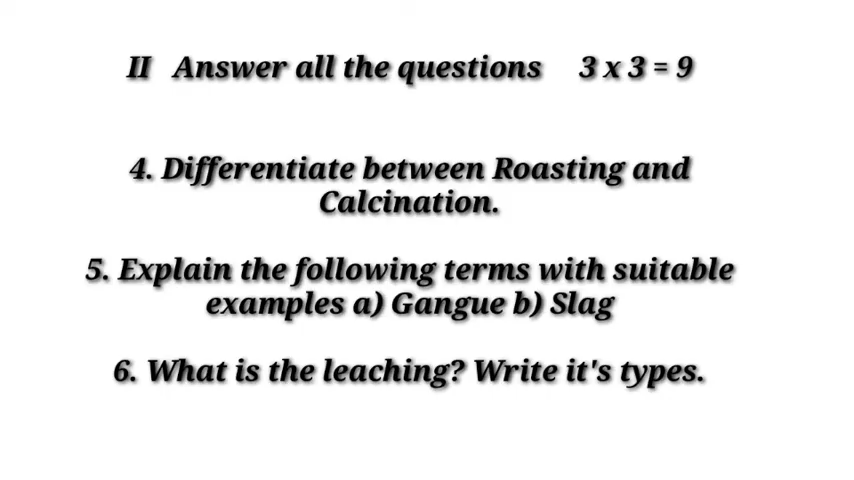 II Answer all the questions 3 x 3 = 9
4. Differentiate between Roasting and
Calcination.
5. Explain the following terms with suitable
examples a) Gangue b) Slag
6. What is the leaching? Write it's types.